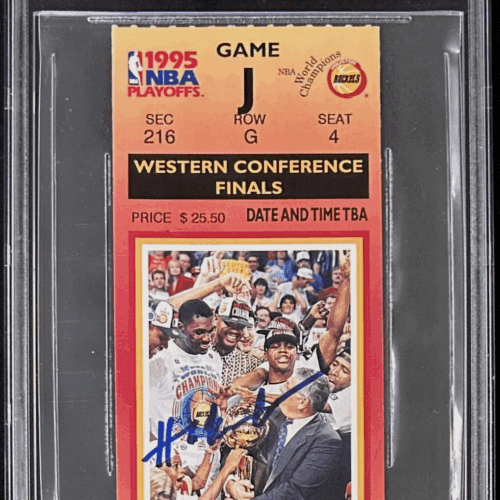 1995
NBA
PLAYOFFS
GAME
J
NBA World Champions
ROCKETS
SEC ROW SEAT
216 G 4
WESTERN CONFERENCE
FINALS
PRICE $25.50 DATE AND TIME TBA
CHAMPIONS